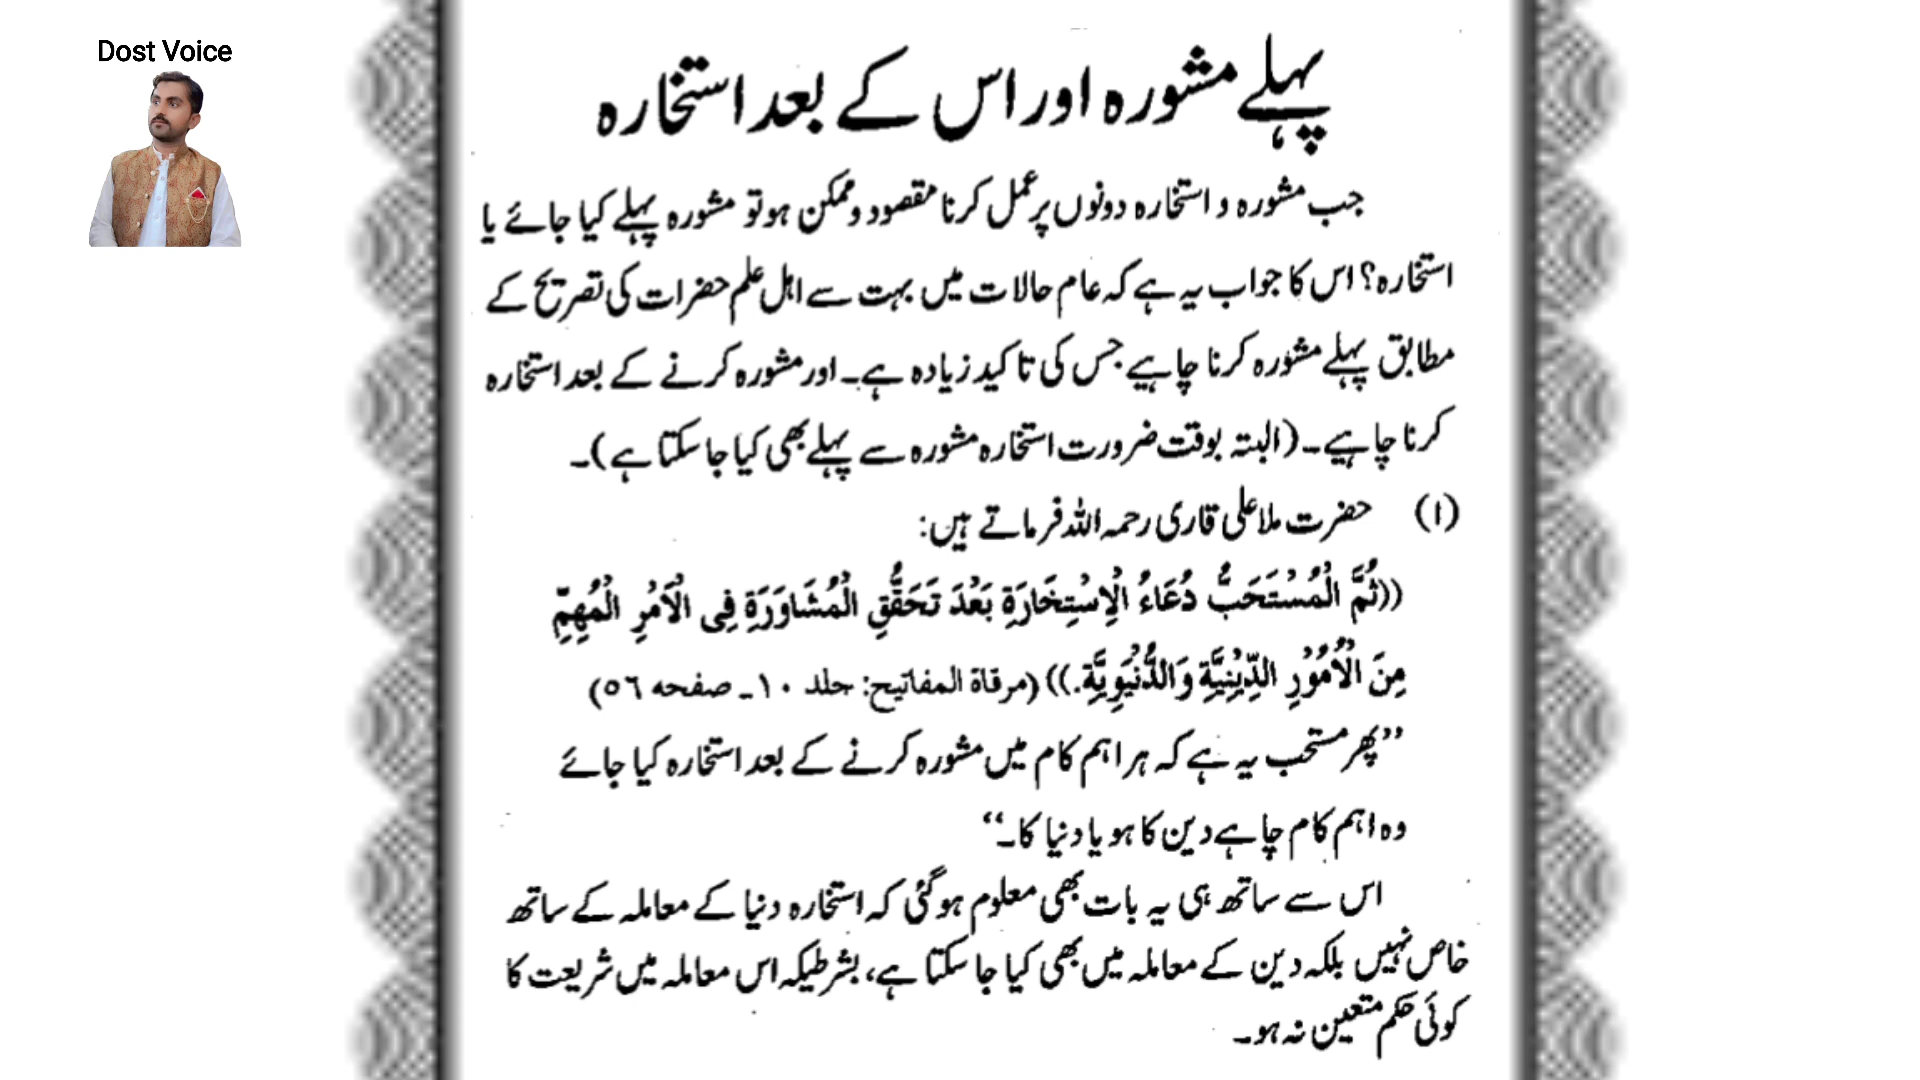 Dost Voice
پہلے مشورہ اور اس کے بعد استخارہ
جب مشورہ و استخارہ دونوں پر عمل کرنا مقصود و ممکن ہو تو مشورہ پہلے کیا جائے یا
استخارہ؟ اس کا جواب یہ ہے کہ عام حالات میں بہت سے اہل علم حضرات کی تصریح کے
مطابق پہلے مشورہ کرنا چاہیے جس کی تاکید زیادہ ہے۔ اور مشورہ کرنے کے بعد استخارہ
کرنا چاہیے۔ (البتہ بوقت ضرورت استخارہ مشورہ سے پہلے بھی کیا جا سکتا ہے)۔
(۱) حضرت ملا علی قاری رحمہ اللہ فرماتے ہیں:
((ثُمَّ الْمُسْتَحَبُّ دُعَاءُ الْاِسْتِخَارَةِ بَعْدَ تَحَقُّقِ الْمُشَاوَرَةِ فِی الْاَمْرِ الْمُهِمِّ
مِنَ الْاُمُوْرِ الدِّيْنِيَّةِ وَالدُّنْيَوِيَّةِ.)) (مرقاة المفاتيح: جلد ۱۰۔ صفحه ٥٦)
’’پھر مستحب یہ ہے کہ ہر اہم کام میں مشورہ کرنے کے بعد استخارہ کیا جائے
وہ اہم کام چاہے دین کا ہو یا دنیا کا۔‘‘
اس سے ساتھ ہی یہ بات بھی معلوم ہو گئی کہ استخارہ دنیا کے معاملہ کے ساتھ
خاص نہیں بلکہ دین کے معاملہ میں بھی کیا جا سکتا ہے، بشرطیکہ اس معاملہ میں شریعت کا
کوئی حکم متعین نہ ہو۔